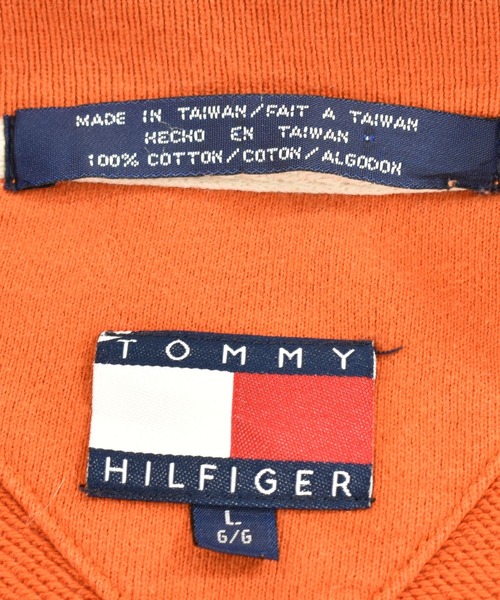 MADE IN TAIWAN/FAIT A TAIWAN
HECHO EN TAIWAN
100% COTTON/COTON/ALGODON
TOMMY
HILFIGER
L
G/G